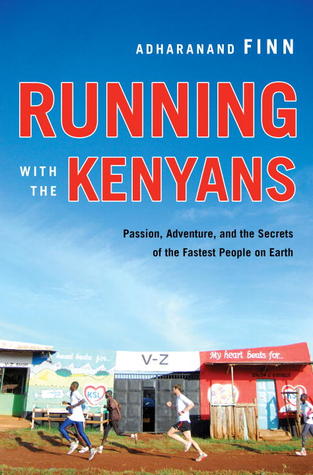 ADHARANAND FINN
RUNNING
WITH THE KENYANS
Passion, Adventure, and the Secrets
of the Fastest People on Earth
V-Z
My heart beats for...